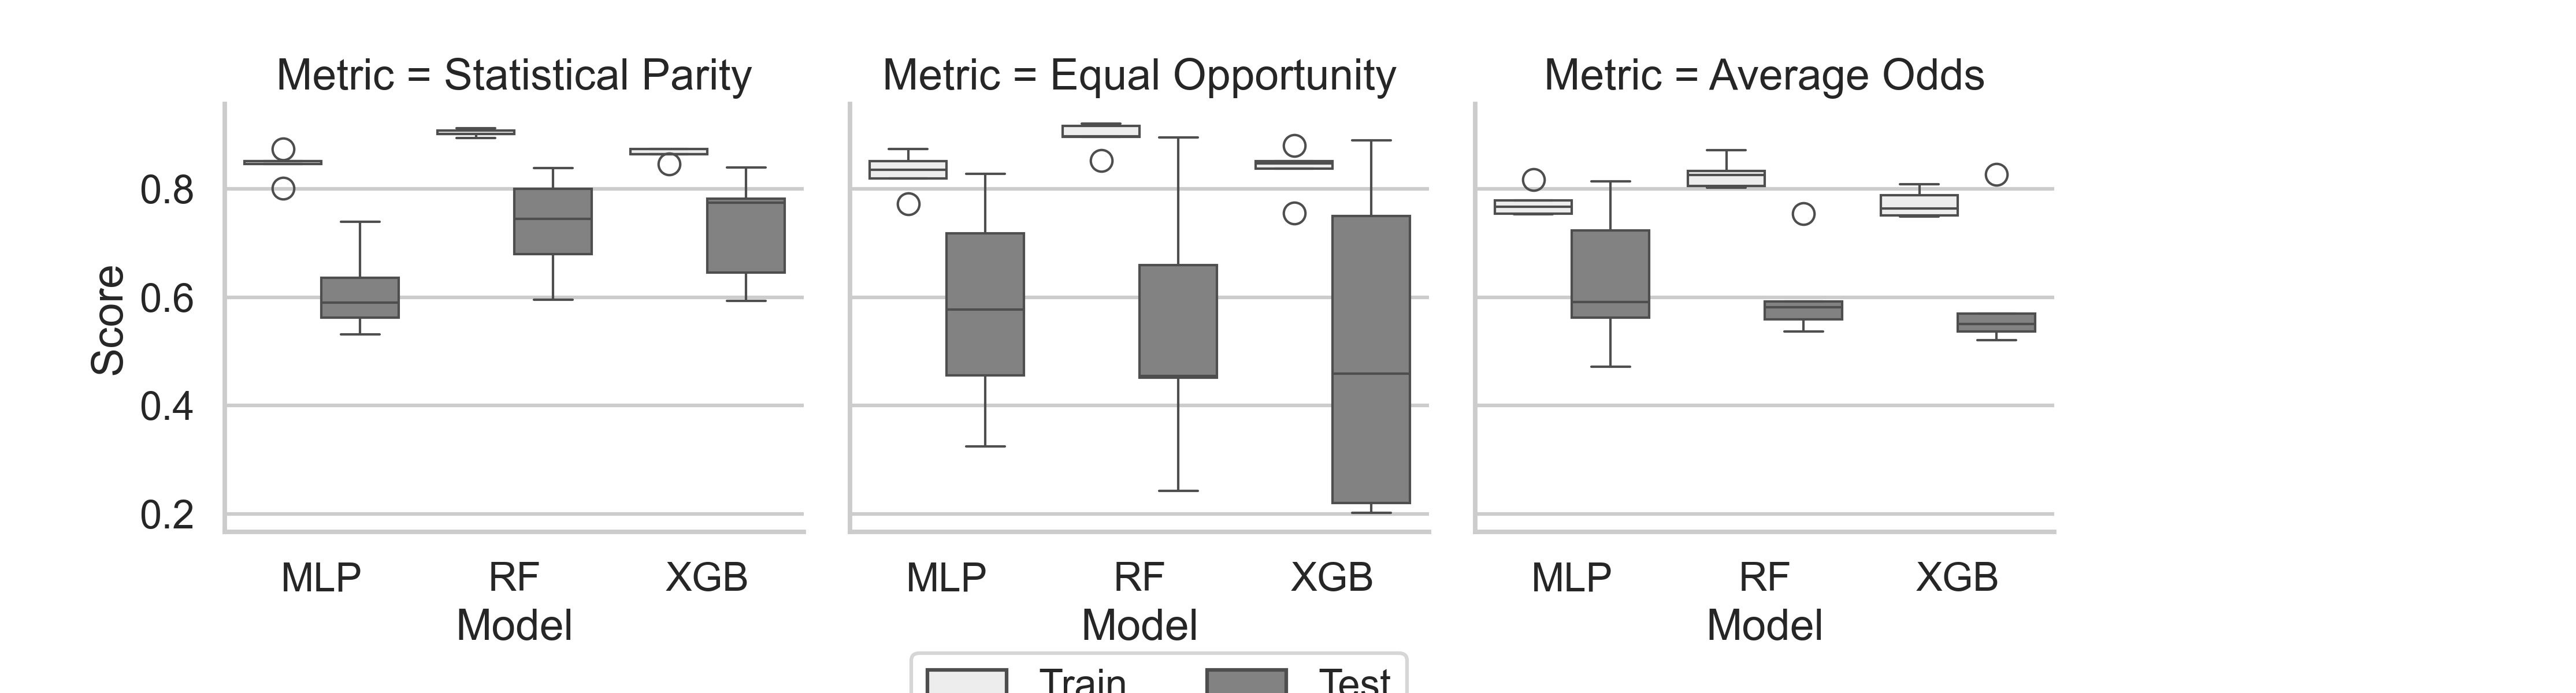 Metric = Statistical Parity
Metric = Equal Opportunity
Metric = Average Odds
Score
0.8
0.6
0.4
0.2
MLP RF XGB
MLP RF XGB
MLP RF XGB
Model
Model
Model
Train Test